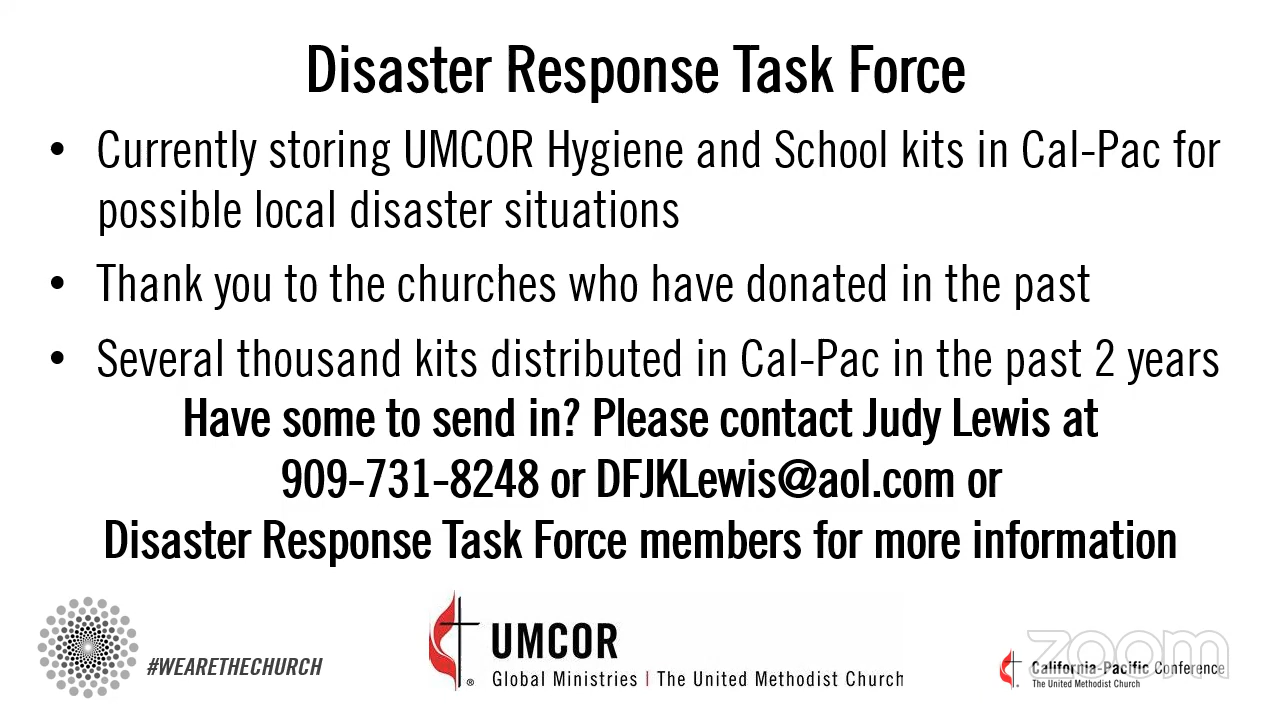 Disaster Response Task Force
• Currently storing UMCOR Hygiene and School kits in Cal-Pac for
possible local disaster situations
• Thank you to the churches who have donated in the past
• Several thousand kits distributed in Cal-Pac in the past 2 years
Have some to send in? Please contact Judy Lewis at
909-731-8248 or DFJKLewis@aol.com or
Disaster Response Task Force members for more information
#WEARETHECHURCH
UMCOR
Global Ministries | The United Methodist Church
zoom
California-Pacific Conference
The United Methodist Church